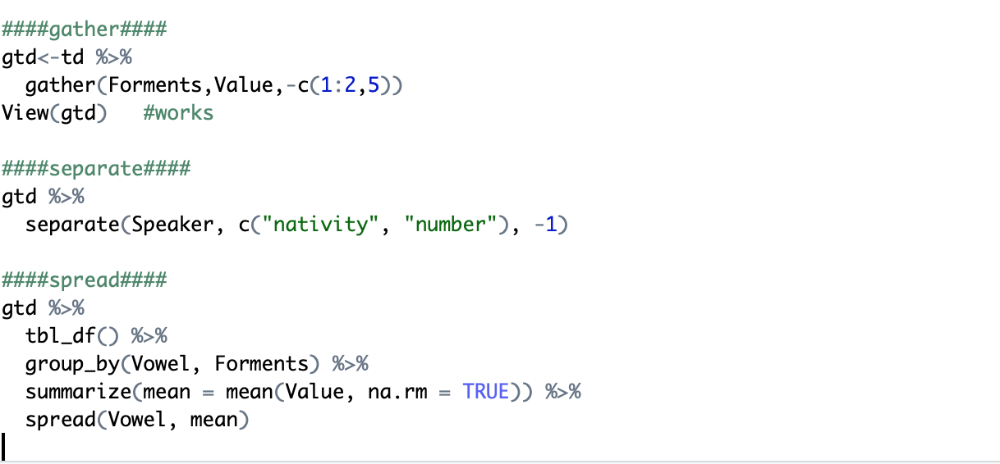 ####gather####
gtd<-td %>%
  gather(Forments,Value,-c(1:2,5))
View(gtd)   #works

####separate####
gtd %>%
  separate(Speaker, c("nativity", "number"), -1)

####spread####
gtd %>%
  tbl_df() %>%
  group_by(Vowel, Forments) %>%
  summarize(mean = mean(Value, na.rm = TRUE)) %>%
  spread(Vowel, mean)